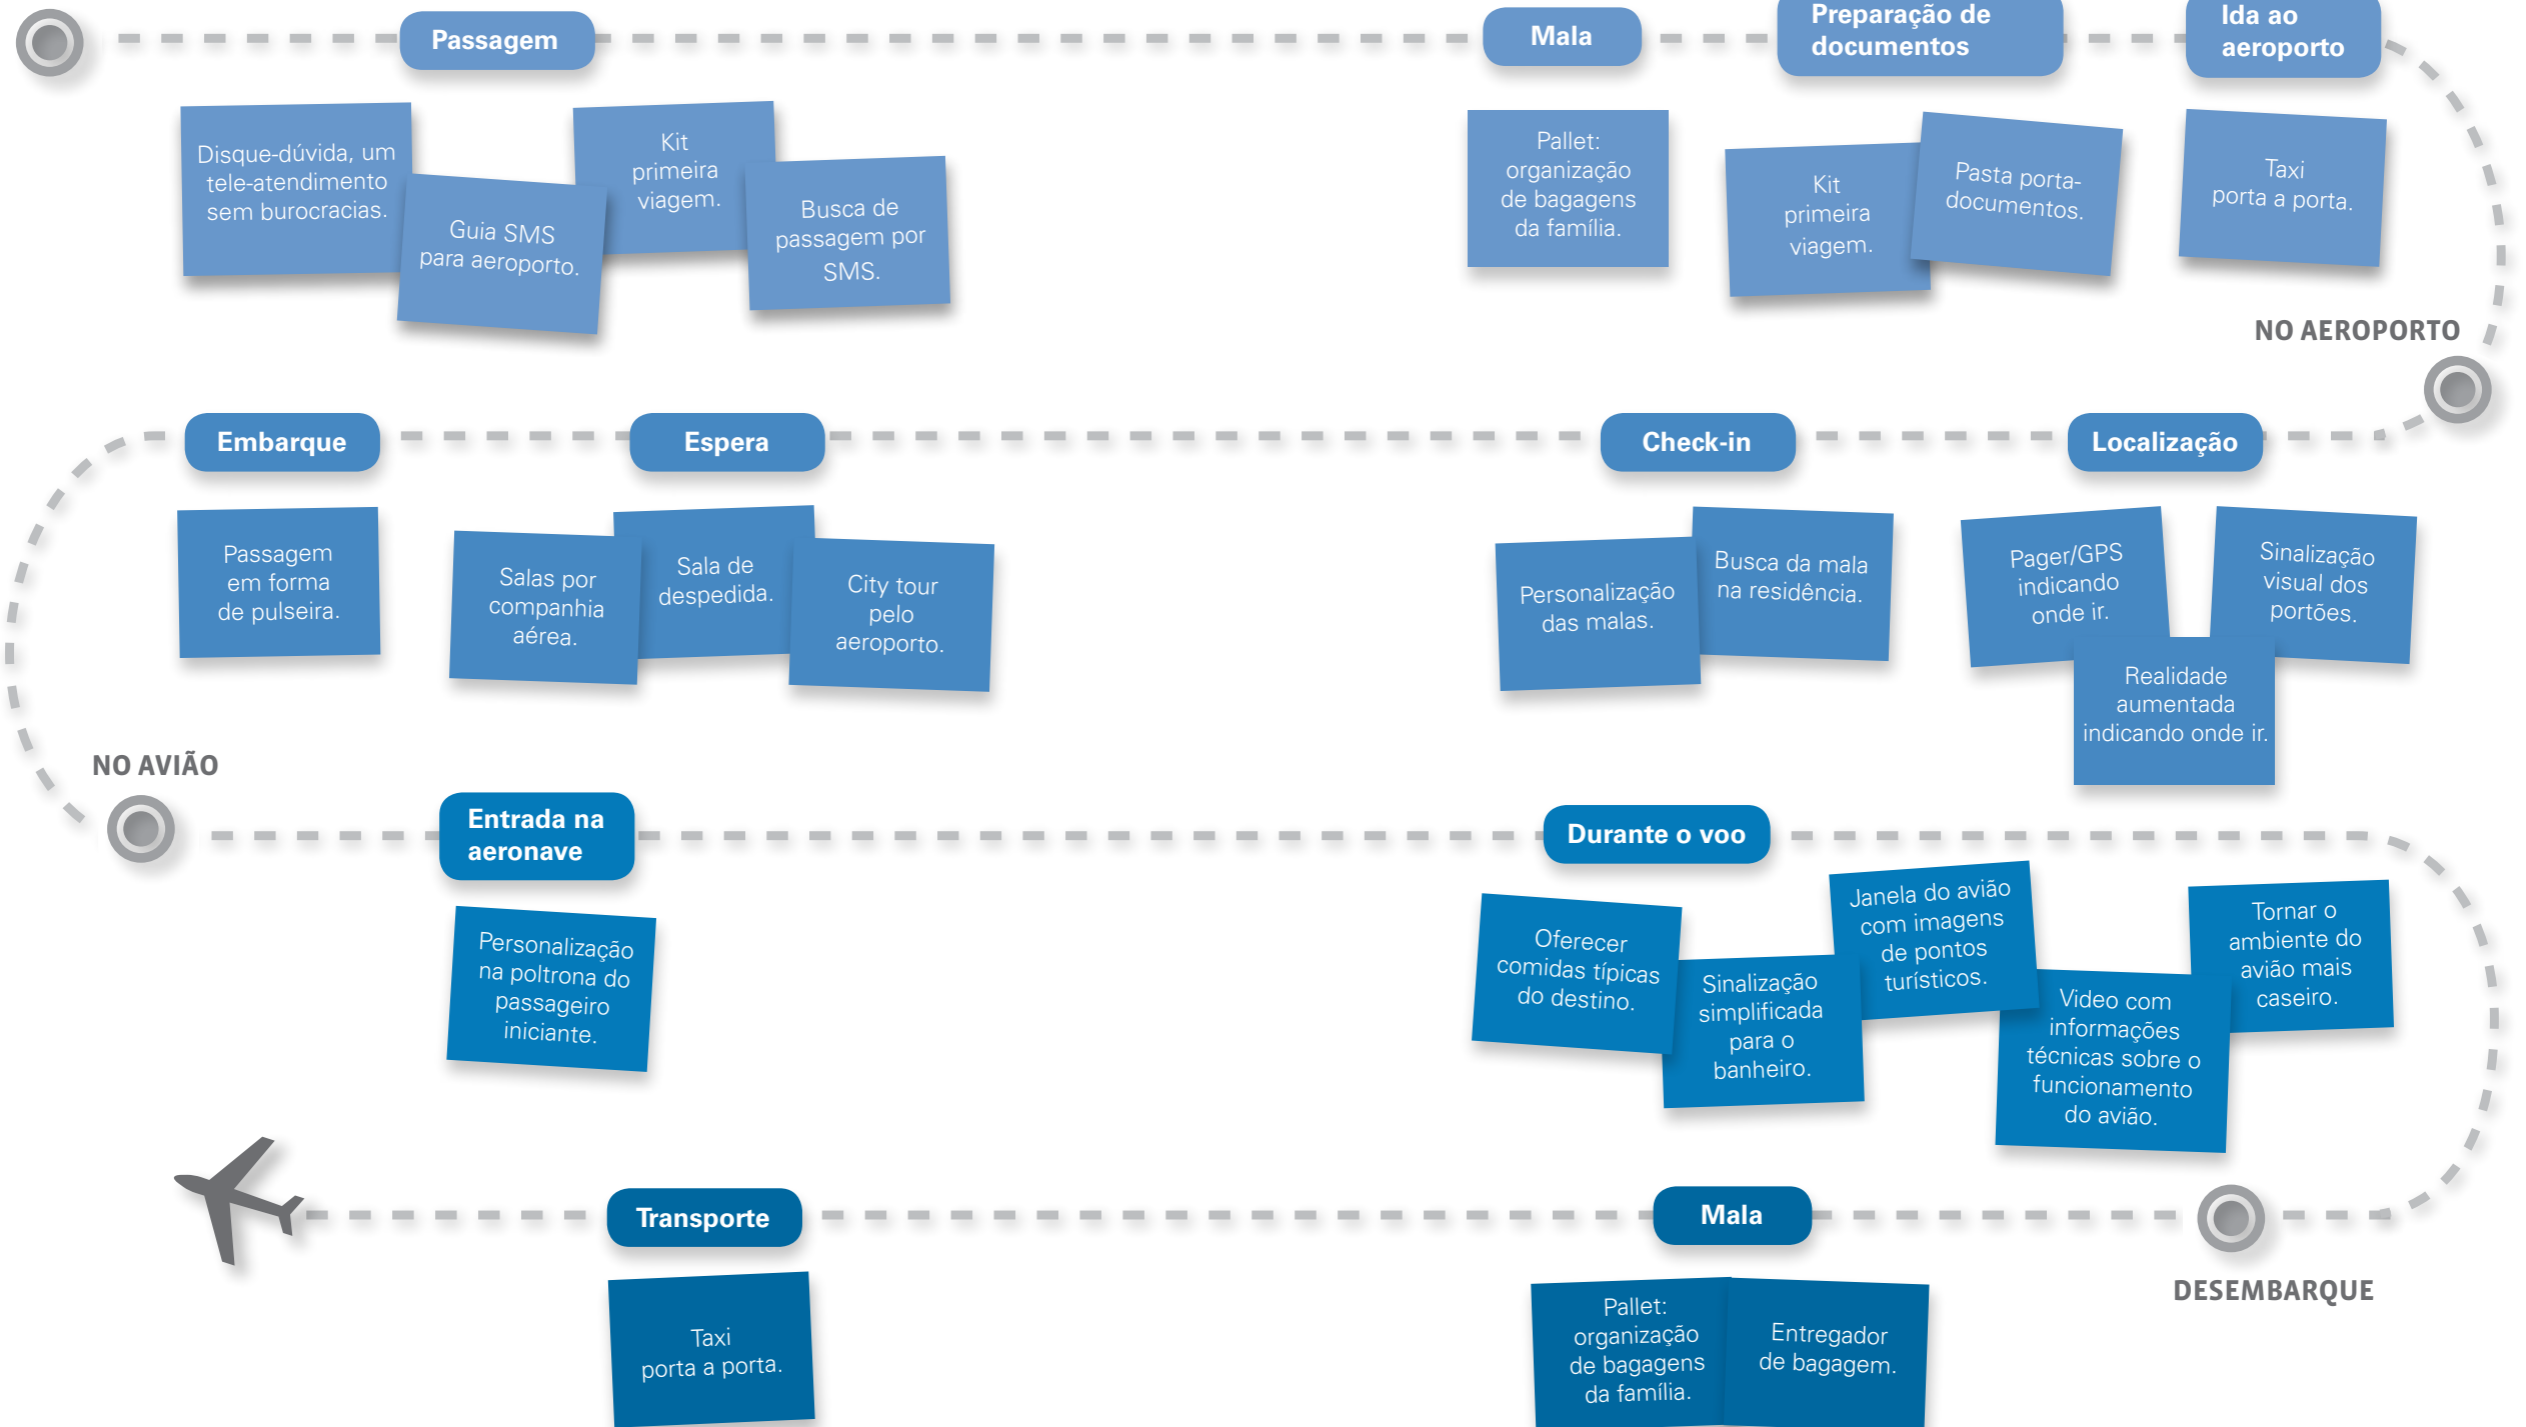 Passagem
Mala
Preparação de
documentos
Ida ao
aeroporto
Disque-dúvida, um
tele-atendimento
sem burocracias.
Guia SMS
para aeroporto.
Kit
primeira
viagem.
Busca de
passagem por
SMS.
Pallet:
organização
de bagagens
da família.
Kit
primeira
viagem.
Pasta porta-
documentos.
Taxi
porta a porta.
NO AEROPORTO
Embarque
Espera
Check-in
Localização
Passagem
em forma
de pulseira.
Salas por
companhia
aérea.
Sala de
despedida.
City tour
pelo
aeroporto.
Personalização
das malas.
Busca da mala
na residência.
Pager/GPS
indicando
onde ir.
Realidade
aumentada
indicando onde ir.
Sinalização
visual dos
portões.
NO AVIÃO
Entrada na
aeronave
Durante o voo
Personalização
na poltrona do
passageiro
iniciante.
Oferecer
comidas típicas
do destino.
Sinalização
simplificada
para o
banheiro.
Janela do avião
com imagens
de pontos
turísticos.
Video com
informações
técnicas sobre o
funcionamento
do avião.
Tornar o
ambiente do
avião mais
caseiro.
Transporte
Mala
DESEMBARQUE
Taxi
porta a porta.
Pallet:
organização
de bagagens
da família.
Entregador
de bagagem.